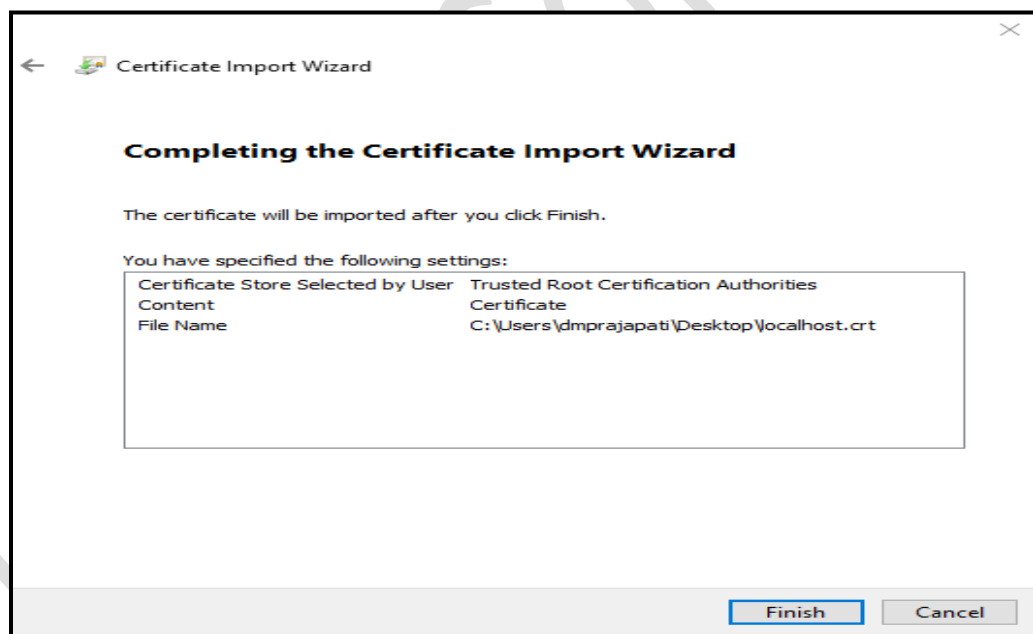 Certificate Import Wizard
Completing the Certificate Import Wizard
The certificate will be imported after you click Finish.
You have specified the following settings:
Certificate Store Selected by User Trusted Root Certification Authorities
Content Certificate
File Name C:\Users\dmprajapati\Desktop\localhost.crt
Finish Cancel